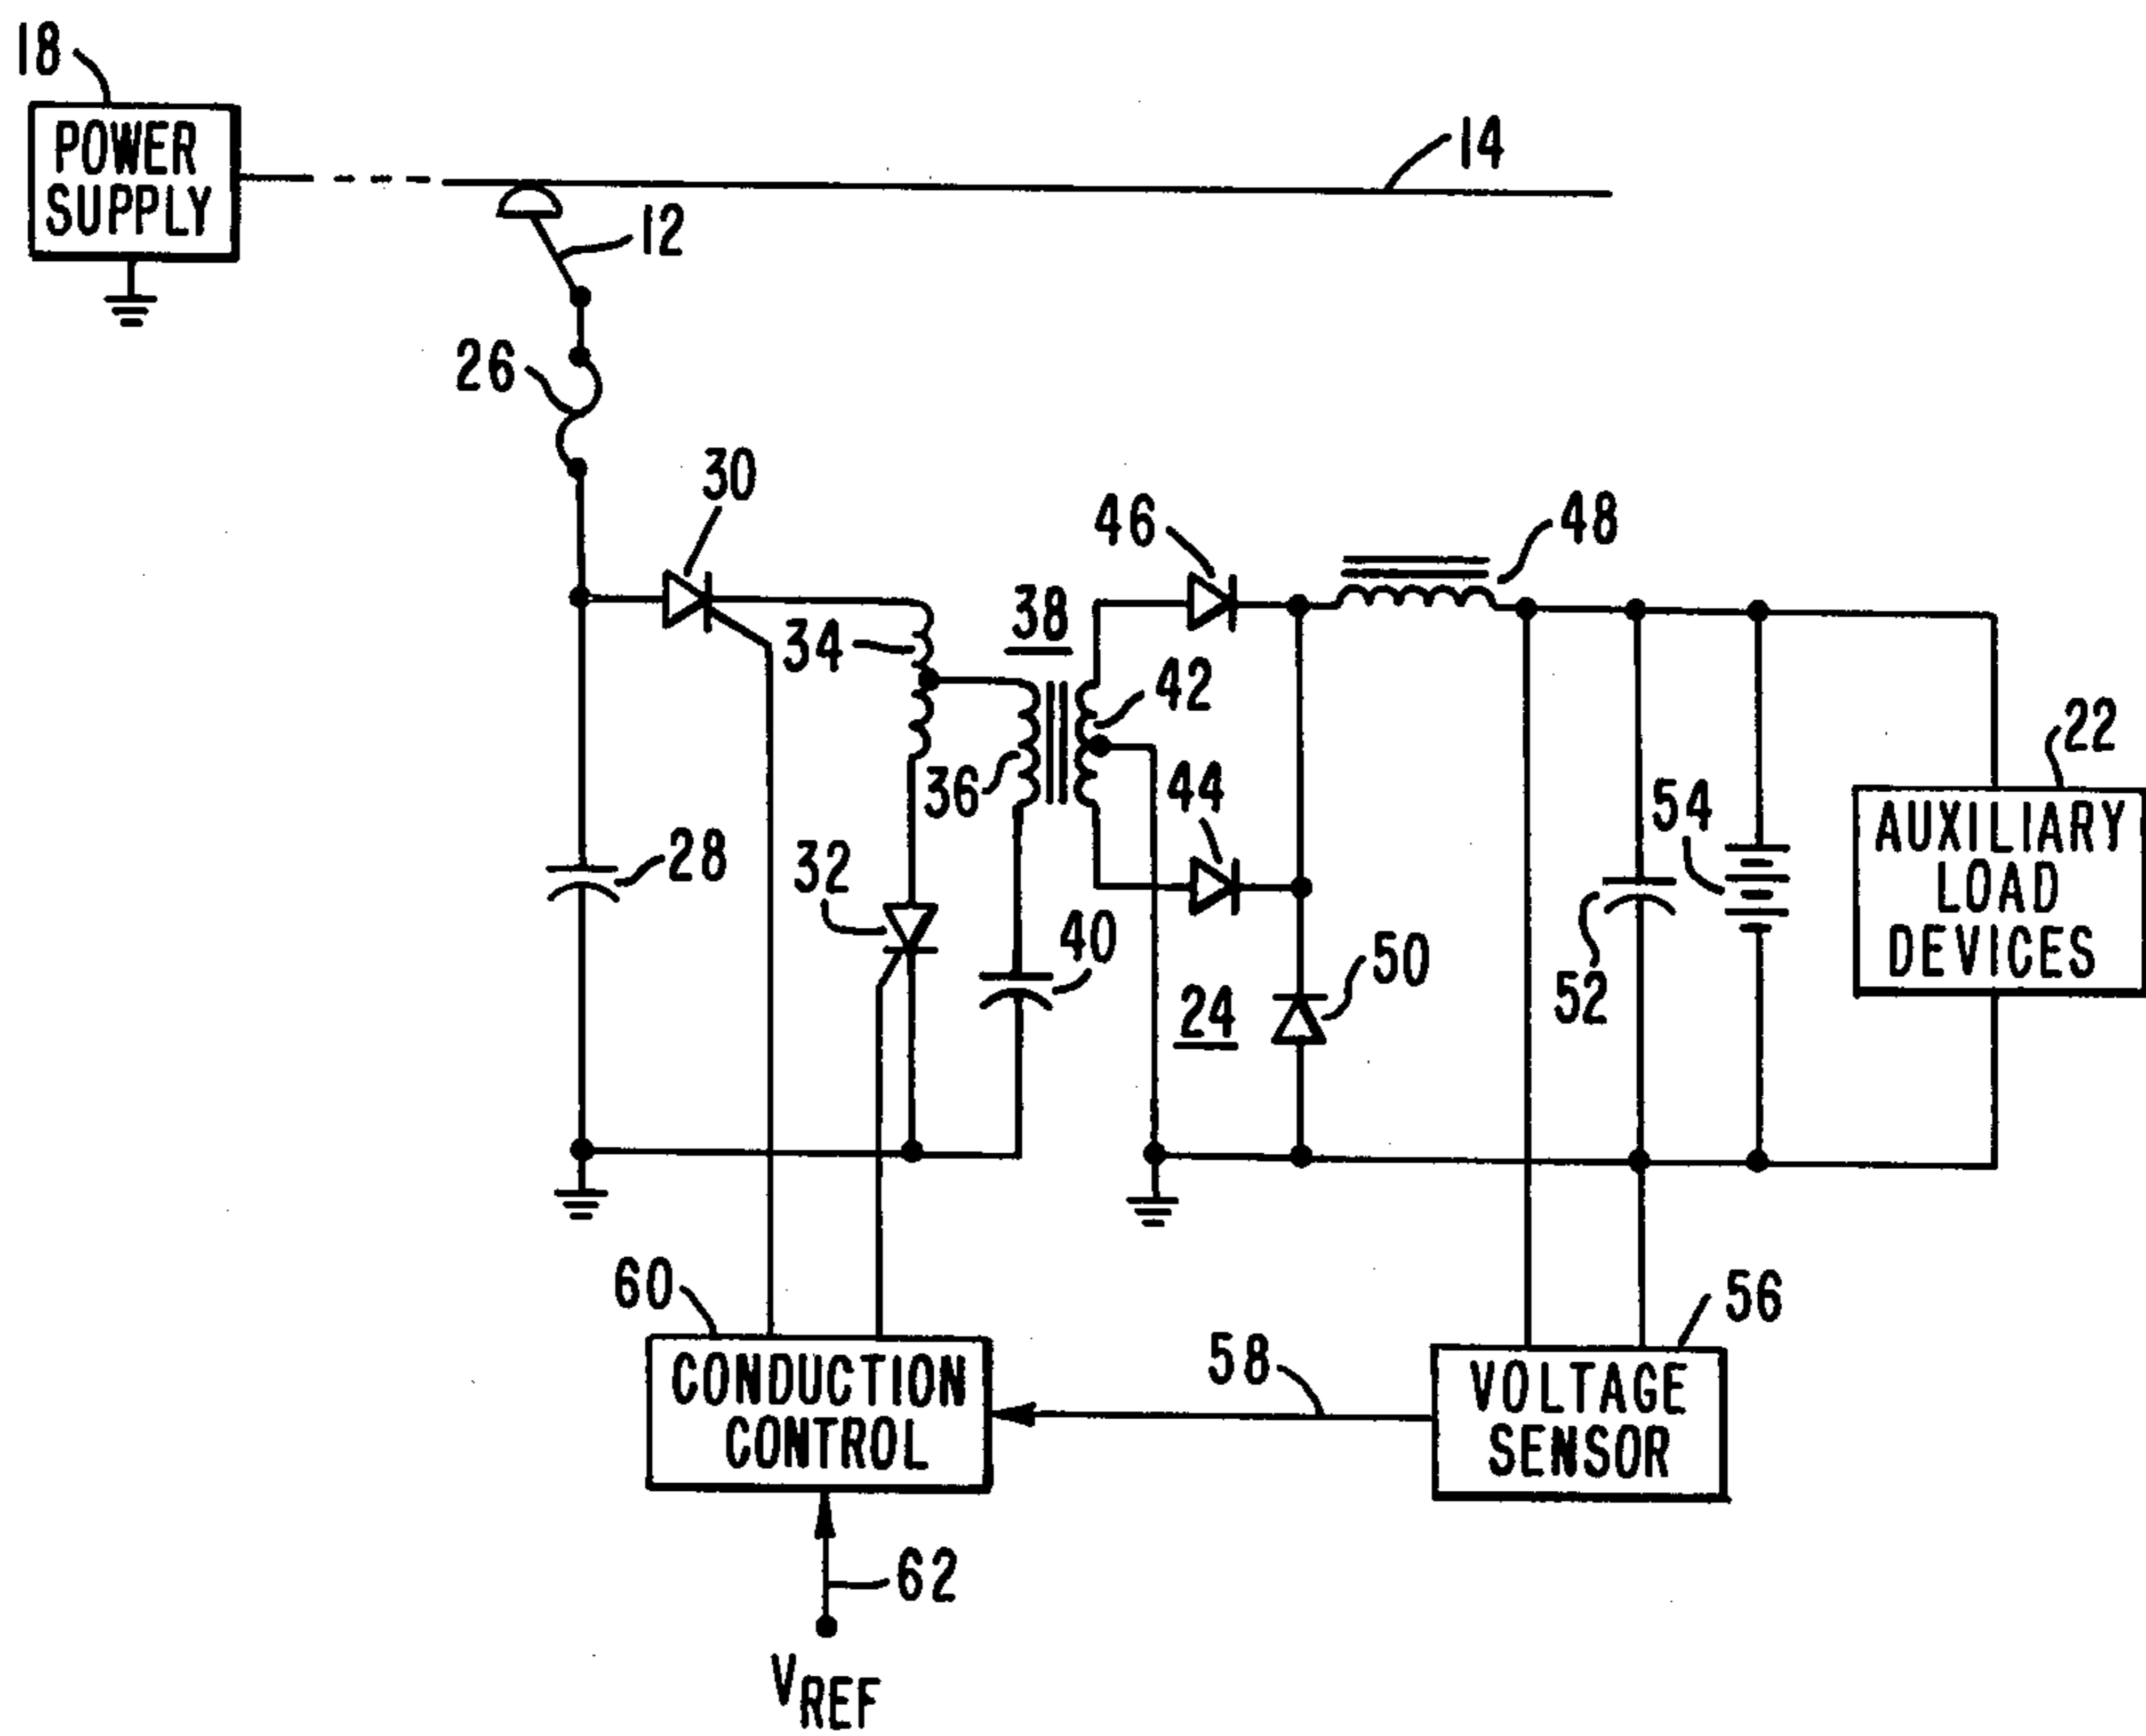 18
POWER
SUPPLY
14
12
26
30
46
48
38
34
42
22
36
44
54
AUXILIARY
LOAD
DEVICES
28
32
40
50
52
24
60
56
58
CONDUCTION
CONTROL
VOLTAGE
SENSOR
62
VREF